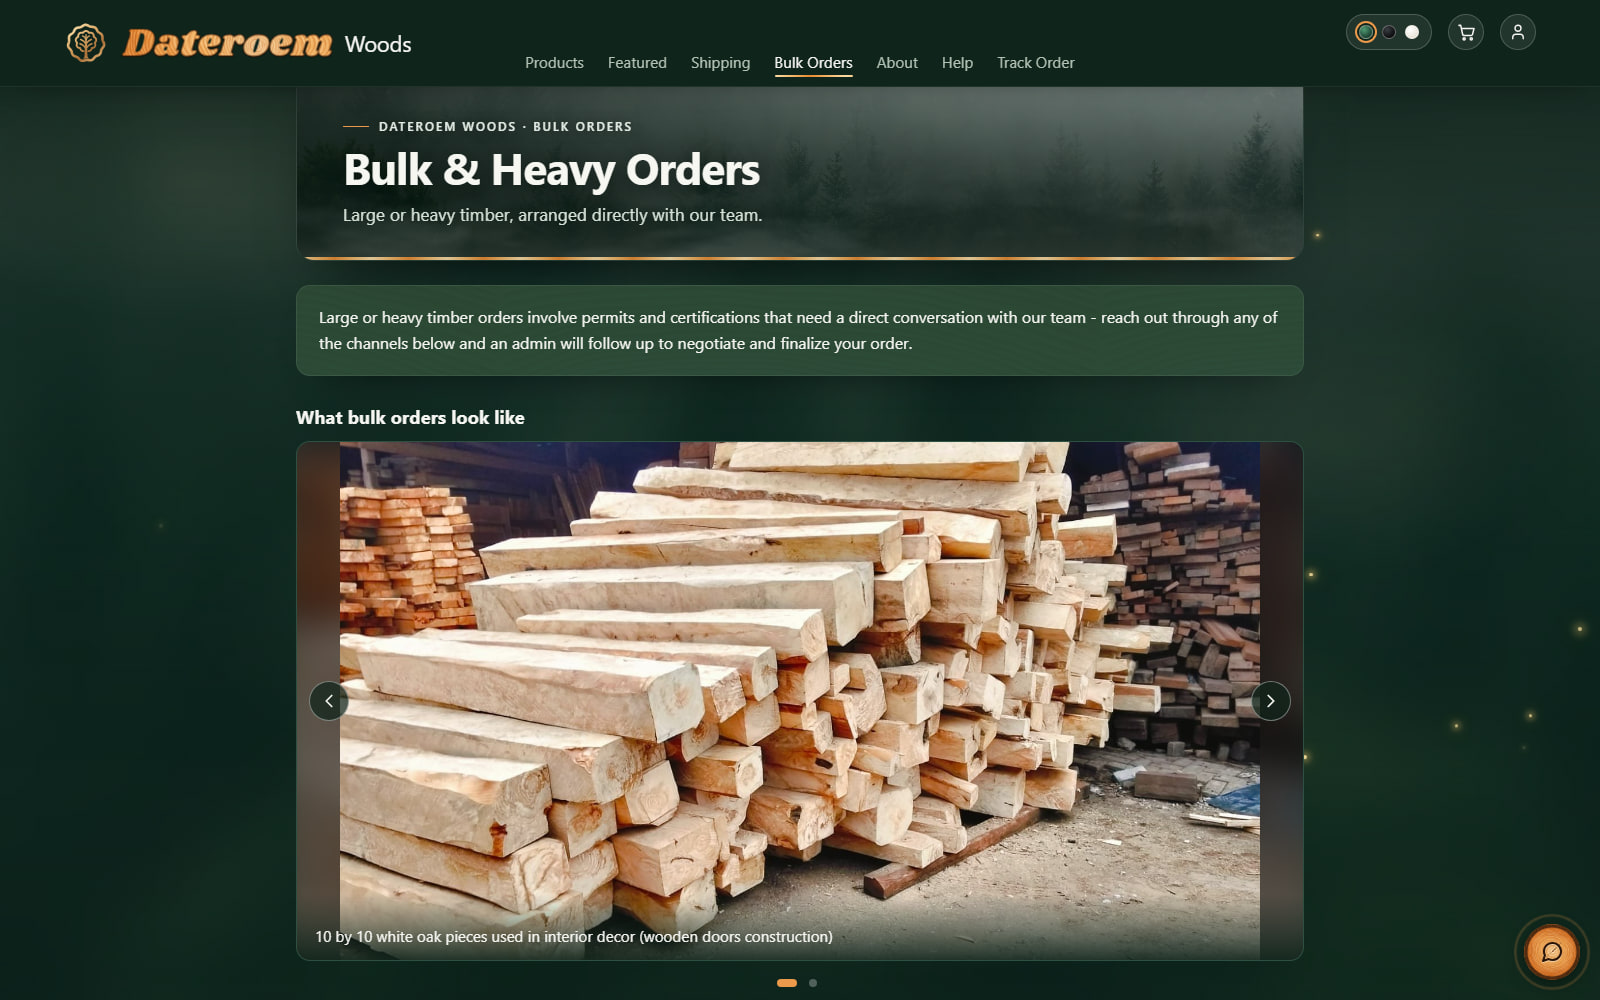 Dateroem Woods
Products Featured Shipping Bulk Orders About Help Track Order
DATEROEM WOODS · BULK ORDERS
Bulk & Heavy Orders
Large or heavy timber, arranged directly with our team.
Large or heavy timber orders involve permits and certifications that need a direct conversation with our team - reach out through any of
the channels below and an admin will follow up to negotiate and finalize your order.
What bulk orders look like
10 by 10 white oak pieces used in interior decor (wooden doors construction)